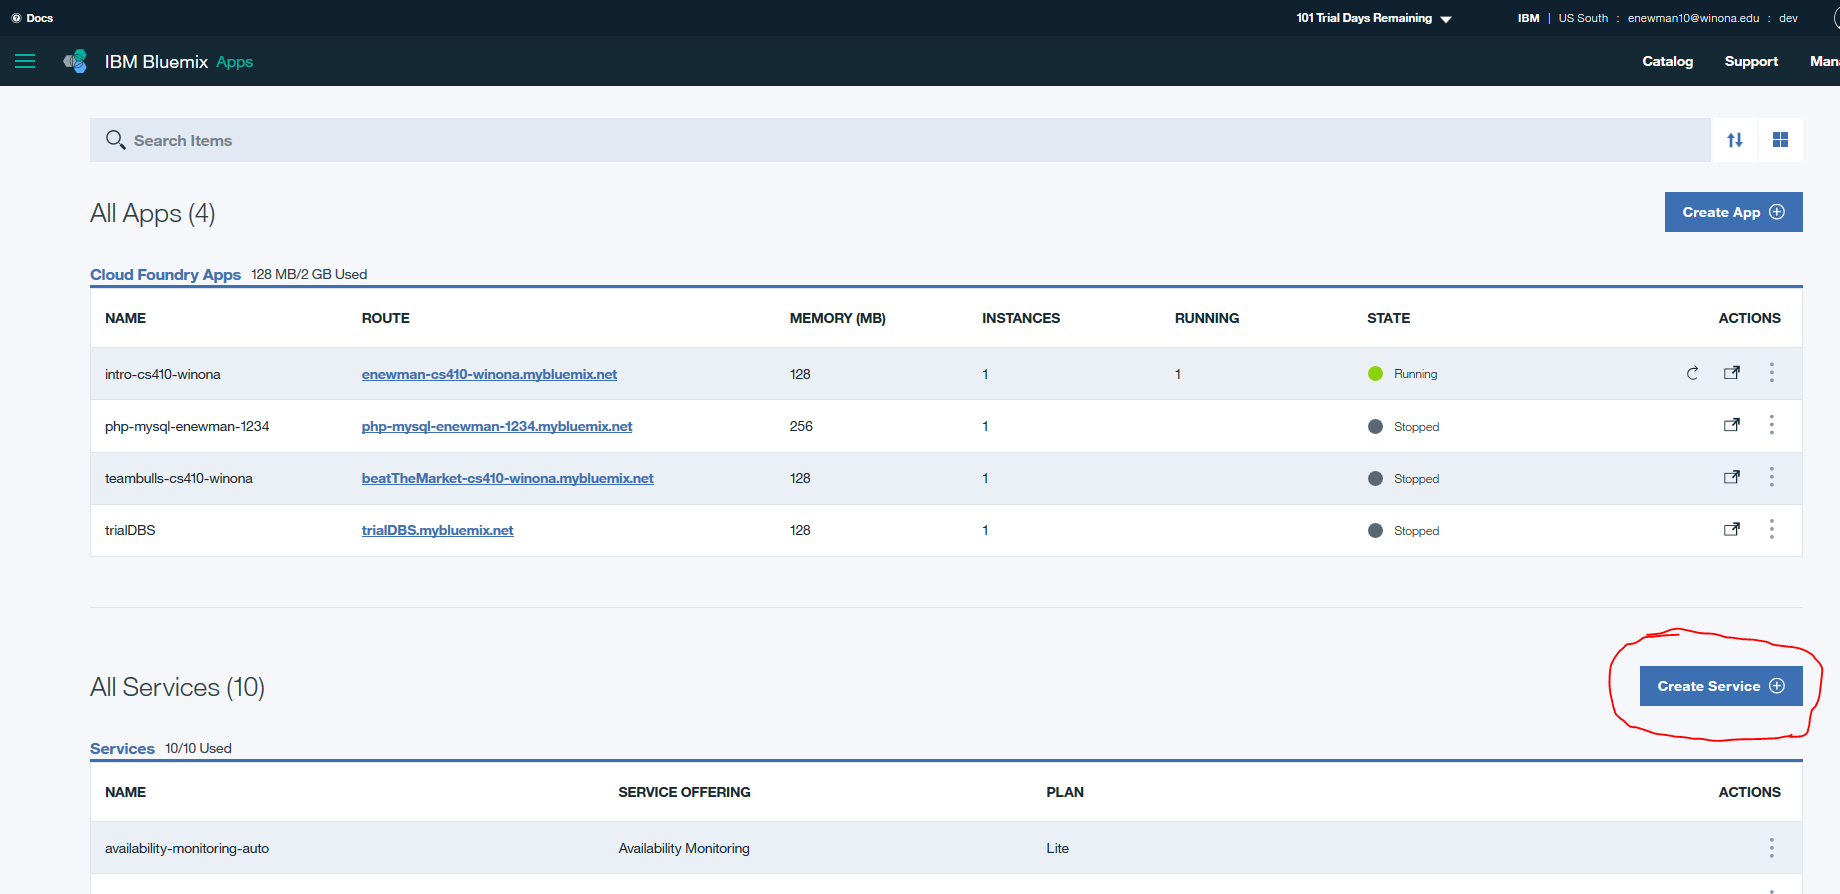 Docs 101 Trial Days Remaining IBM | US South : enewman10@winona.edu : dev
IBM Bluemix Apps Catalog Support Mana
Search Items
All Apps (4) Create App
Cloud Foundry Apps 128 MB/2 GB Used
NAME ROUTE MEMORY (MB) INSTANCES RUNNING STATE ACTIONS
intro-cs410-winona enewman-cs410-winona.mybluemix.net 128 1 1 Running
php-mysql-enewman-1234 php-mysql-enewman-1234.mybluemix.net 256 1 Stopped
teambulls-cs410-winona beatTheMarket-cs410-winona.mybluemix.net 128 1 Stopped
trialDBS trialDBS.mybluemix.net 128 1 Stopped
All Services (10) Create Service
Services 10/10 Used
NAME SERVICE OFFERING PLAN ACTIONS
availability-monitoring-auto Availability Monitoring Lite